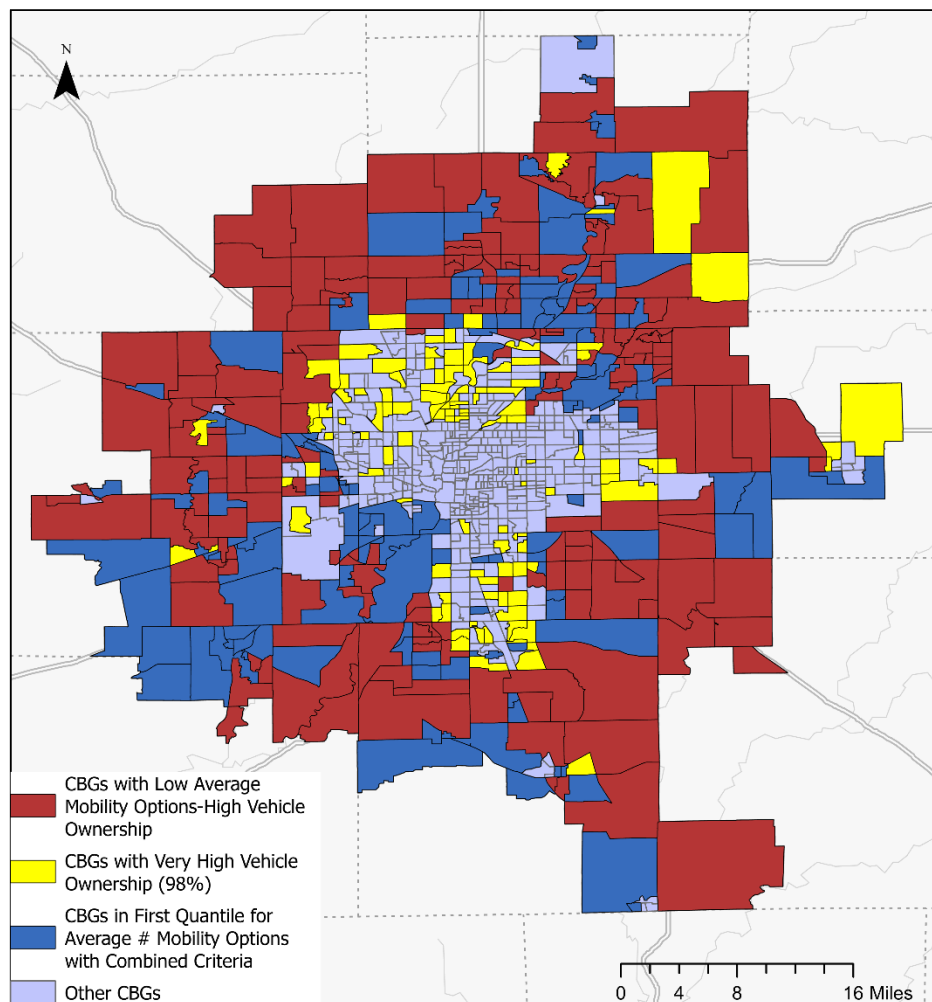 N
CBGs with Low Average
Mobility Options-High Vehicle
Ownership
CBGs with Very High Vehicle
Ownership (98%)
CBGs in First Quantile for
Average # Mobility Options
with Combined Criteria
Other CBGs
0 4 8 16 Miles